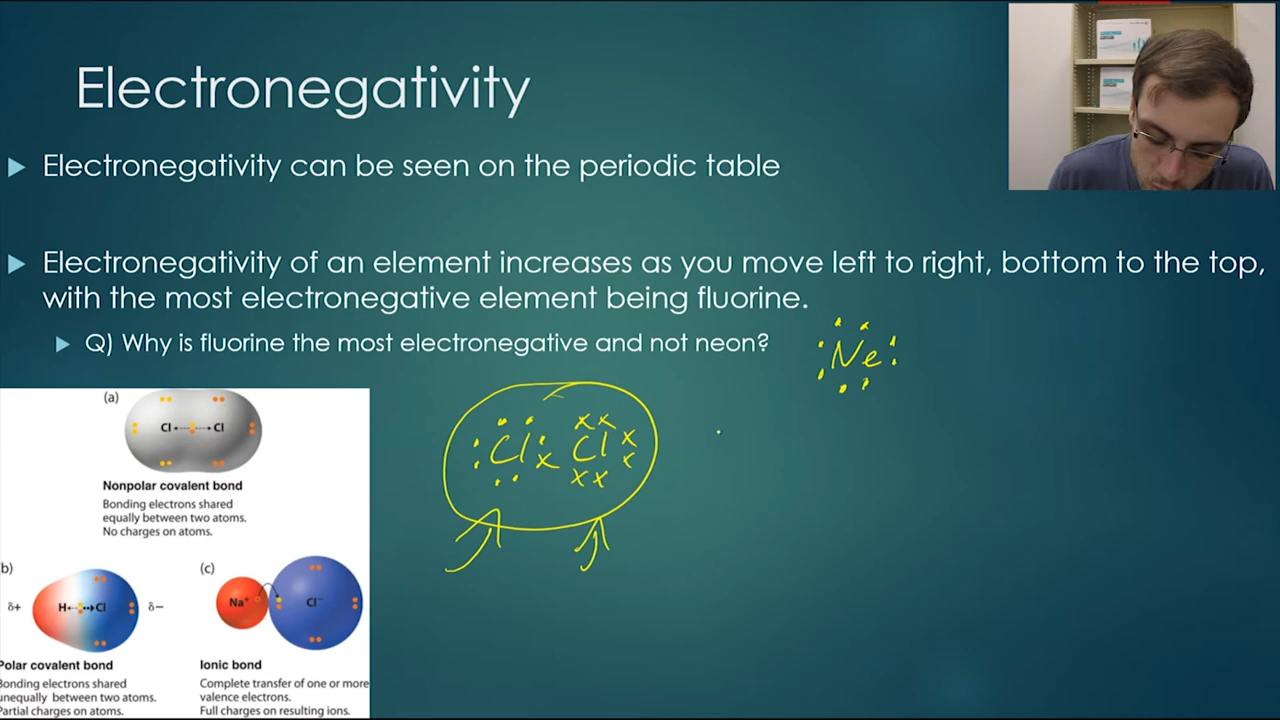 Electronegativity
Electronegativity can be seen on the periodic table
Electronegativity of an element increases as you move left to right, bottom to the top,
with the most electronegative element being fluorine.
Q) Why is fluorine the most electronegative and not neon?
Ne
Cl Cl
(a)
Cl Cl
Nonpolar covalent bond
Bonding electrons shared
equally between two atoms.
No charges on atoms.
(b)
δ+ H Cl δ−
Polar covalent bond
Bonding electrons shared
unequally between two atoms.
Partial charges on atoms.
(c)
Na⁺ Cl⁻
Ionic bond
Complete transfer of one or more
valence electrons.
Full charges on resulting ions.